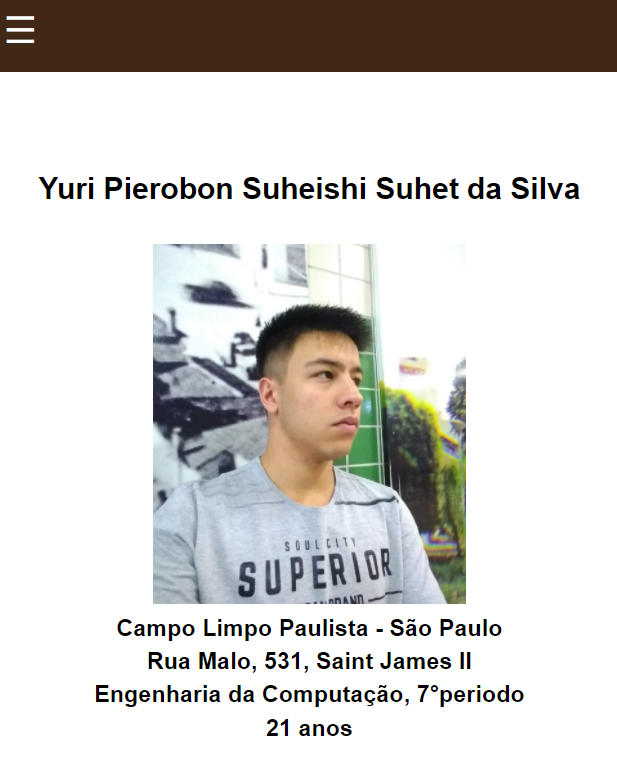 Yuri Pierobon Suheishi Suhet da Silva
SOUL CITY
SUPERIOR
Campo Limpo Paulista - São Paulo
Rua Malo, 531, Saint James II
Engenharia da Computação, 7°periodo
21 anos